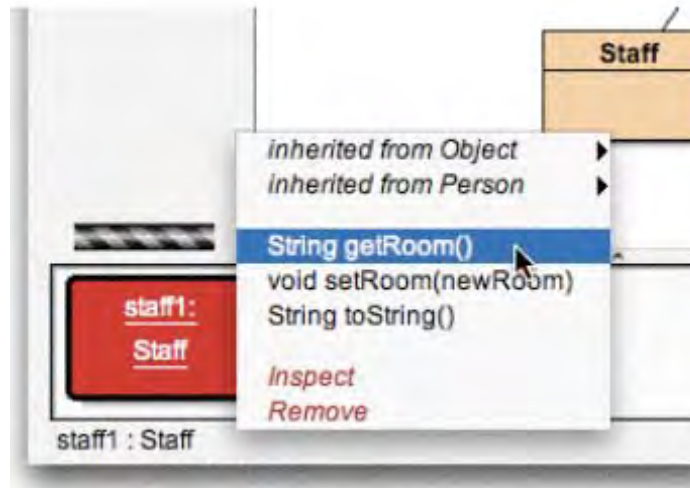 Staff
inherited from Object
inherited from Person
String getRoom()
void setRoom(newRoom)
String toString()
Inspect
Remove
staff1:
Staff
staff1 : Staff